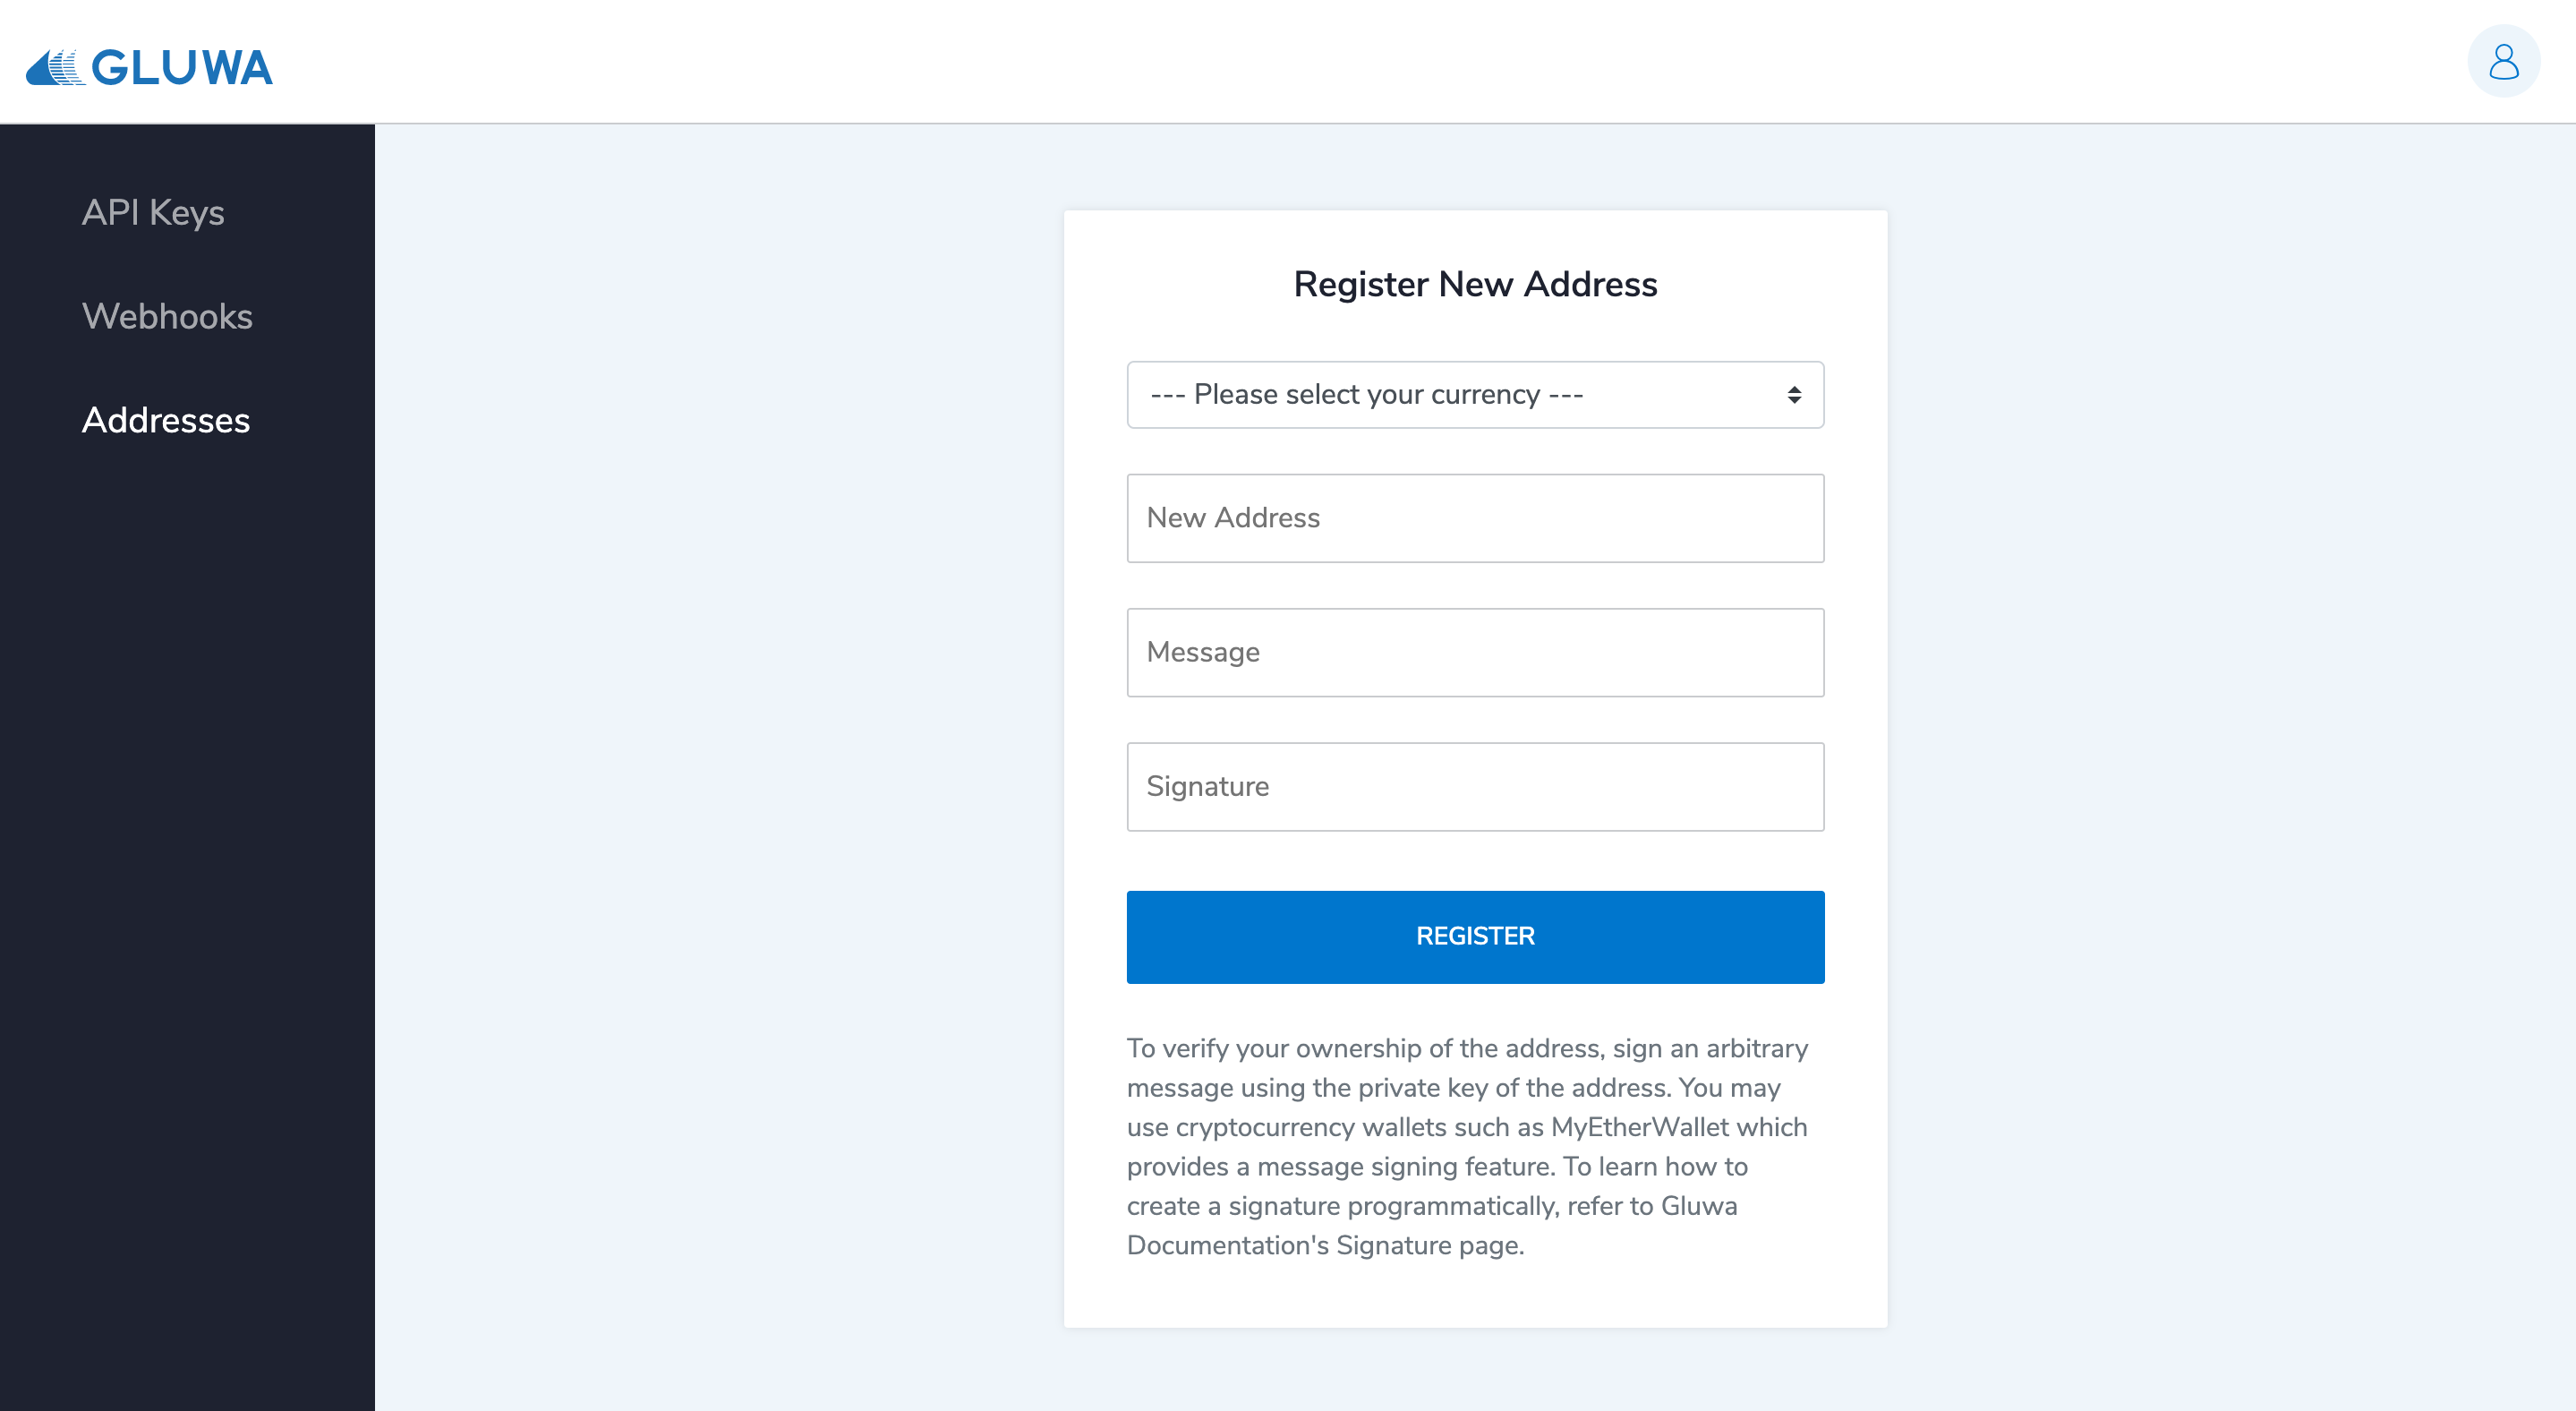 GLUWA
API Keys
Webhooks
Addresses
Register New Address
--- Please select your currency ---
New Address
Message
Signature
REGISTER
To verify your ownership of the address, sign an arbitrary
message using the private key of the address. You may
use cryptocurrency wallets such as MyEtherWallet which
provides a message signing feature. To learn how to
create a signature programmatically, refer to Gluwa
Documentation's Signature page.